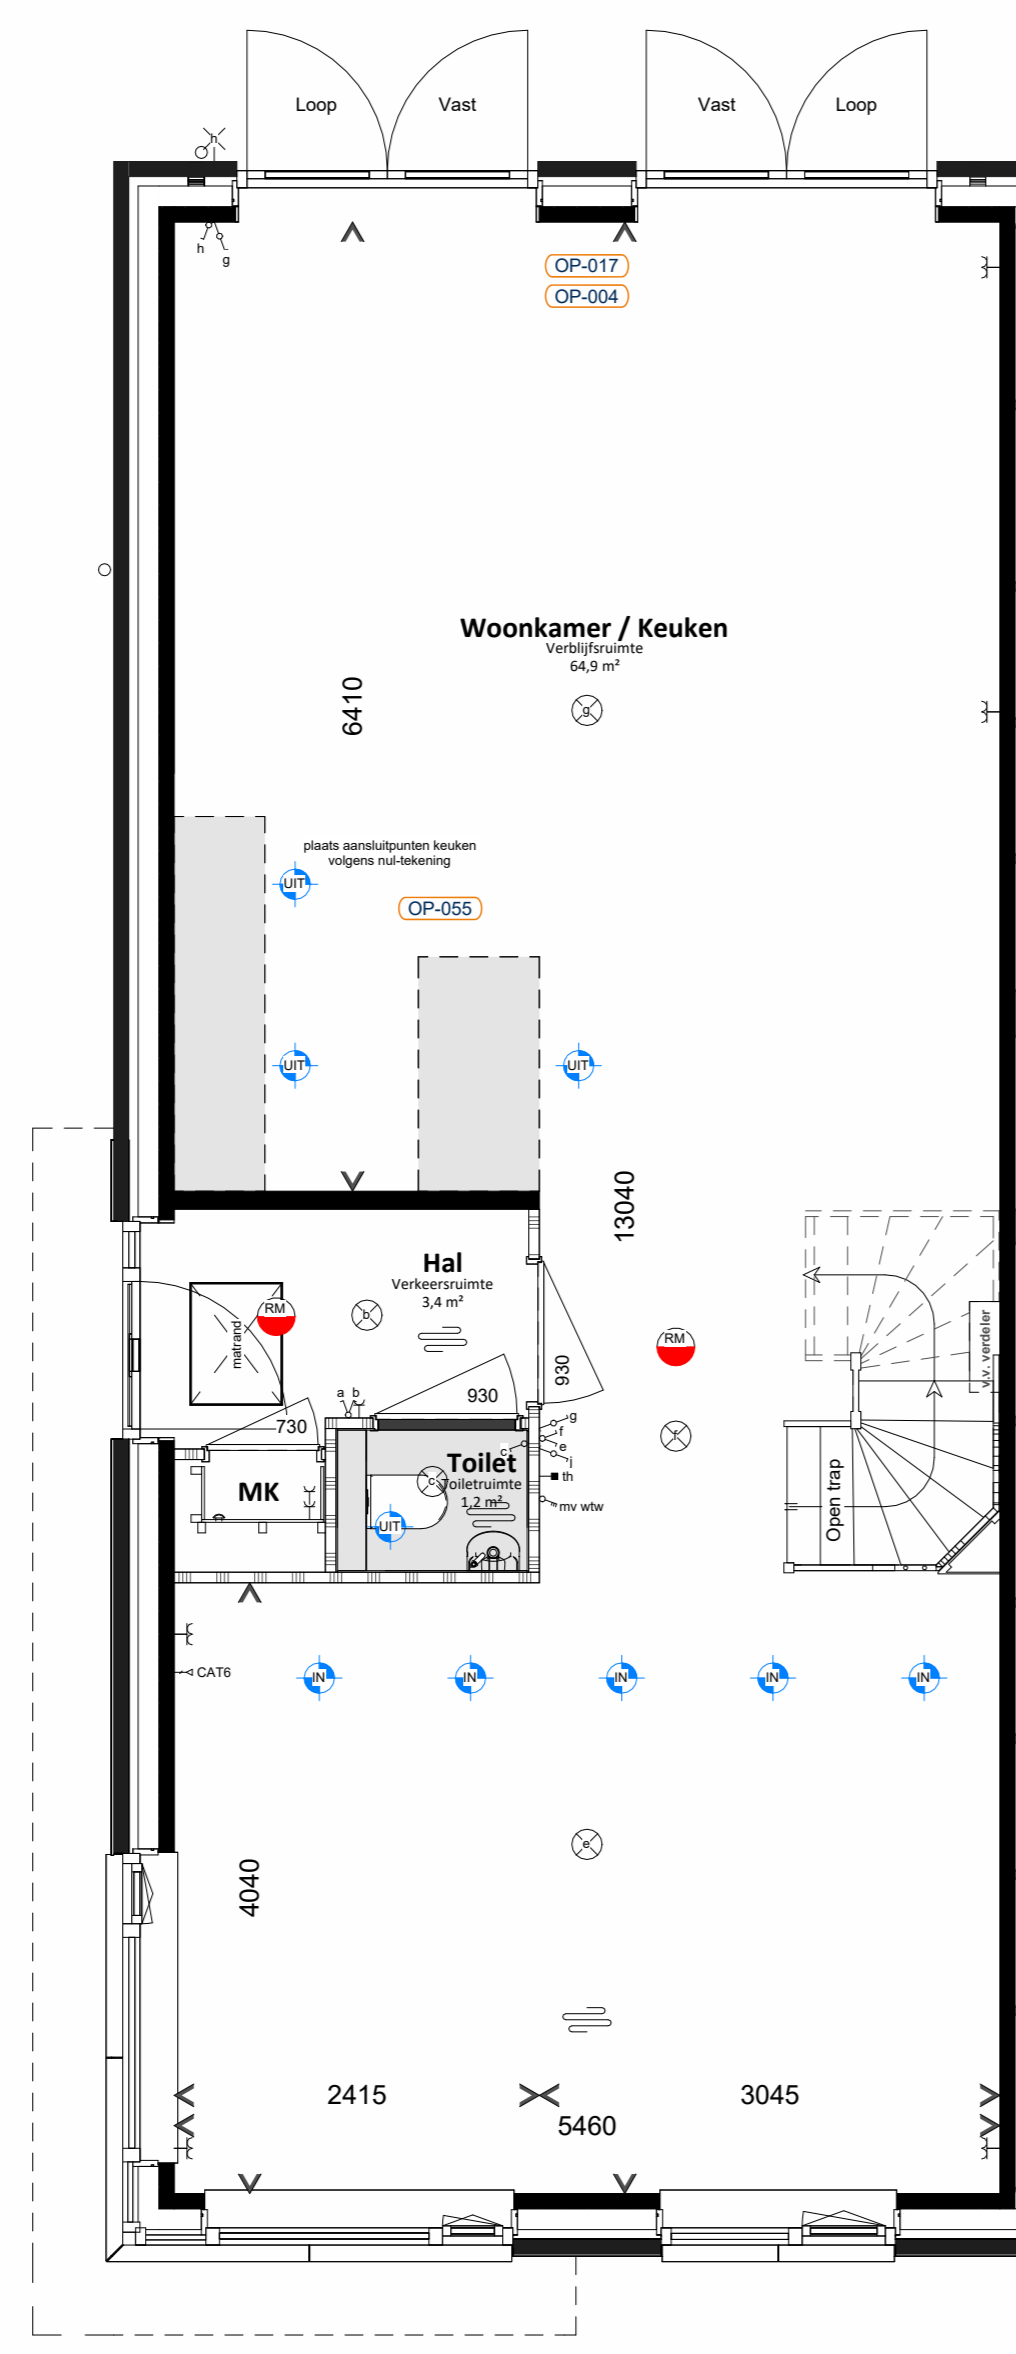 Loop
Vast
Vast
Loop
h
h
g
OP-017
OP-004
Woonkamer / Keuken
Verblijfsruimte
64,9 m²
6410
g
plaats aansluitpunten keuken
volgens nul-tekening
UIT
OP-055
UIT
UIT
13040
Hal
Verkeersruimte
3,4 m²
RM
b
matrand
RM
v.v. verdeler
930
930
a b
730
g
f
e
c
j
f
Toilet
Toiletruimte
1,2 m²
c
th
MK
UIT
mv wtw
Open trap
CAT6
IN
IN
IN
IN
IN
e
4040
2415
3045
5460